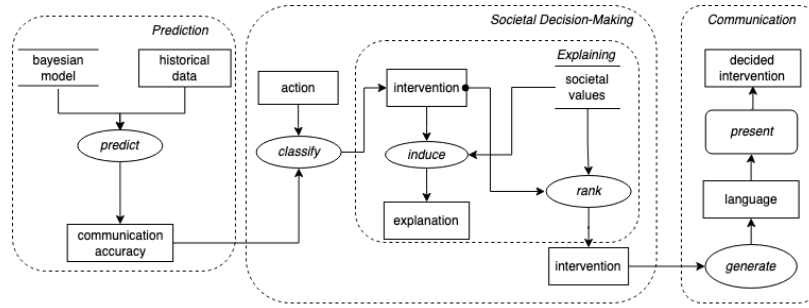 Prediction
bayesian
model
historical
data
predict
communication
accuracy
Societal Decision-Making
action
classify
Explaining
intervention
societal
values
induce
rank
explanation
intervention
Communication
decided
intervention
present
language
generate